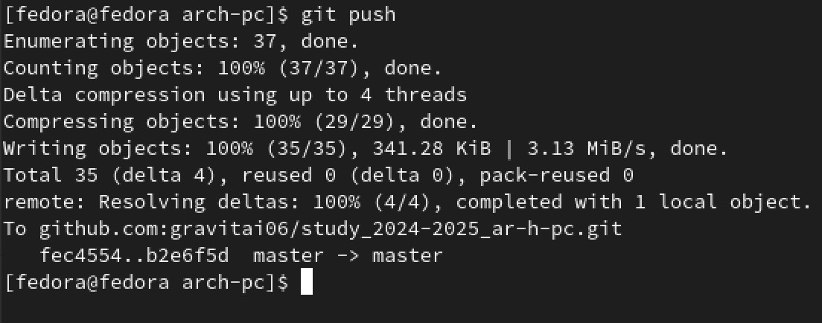 [fedora@fedora arch-pc]$ git push
Enumerating objects: 37, done.
Counting objects: 100% (37/37), done.
Delta compression using up to 4 threads
Compressing objects: 100% (29/29), done.
Writing objects: 100% (35/35), 341.28 KiB | 3.13 MiB/s, done.
Total 35 (delta 4), reused 0 (delta 0), pack-reused 0
remote: Resolving deltas: 100% (4/4), completed with 1 local object.
To github.com:gravitai06/study_2024-2025_ar-h-pc.git
   fec4554..b2e6f5d  master -> master
[fedora@fedora arch-pc]$